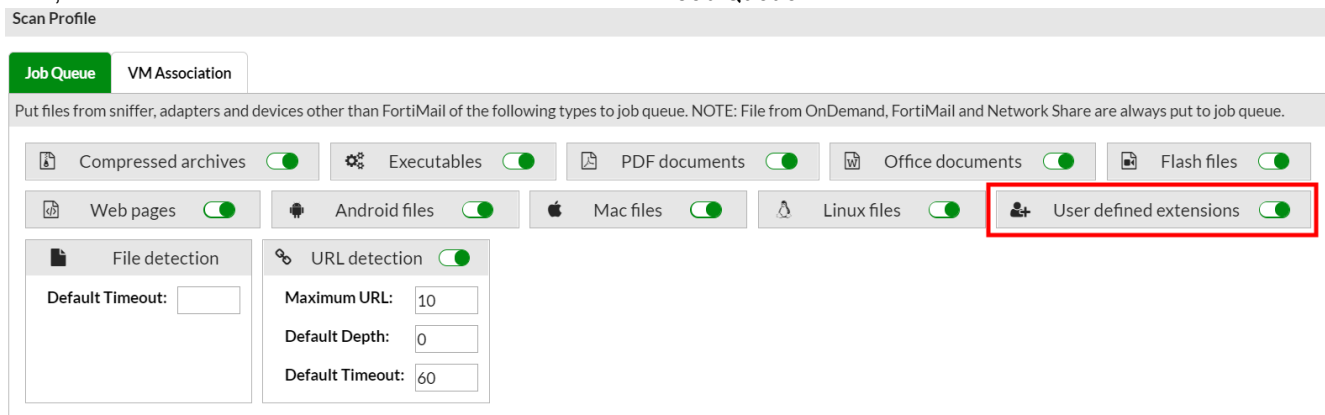 Scan Profile
Job Queue VM Association
Put files from sniffer, adapters and devices other than FortiMail of the following types to job queue. NOTE: File from OnDemand, FortiMail and Network Share are always put to job queue.
Compressed archives Executables PDF documents Office documents Flash files
Web pages Android files Mac files Linux files User defined extensions
File detection URL detection
Default Timeout: Maximum URL: 10
Default Depth: 0
Default Timeout: 60